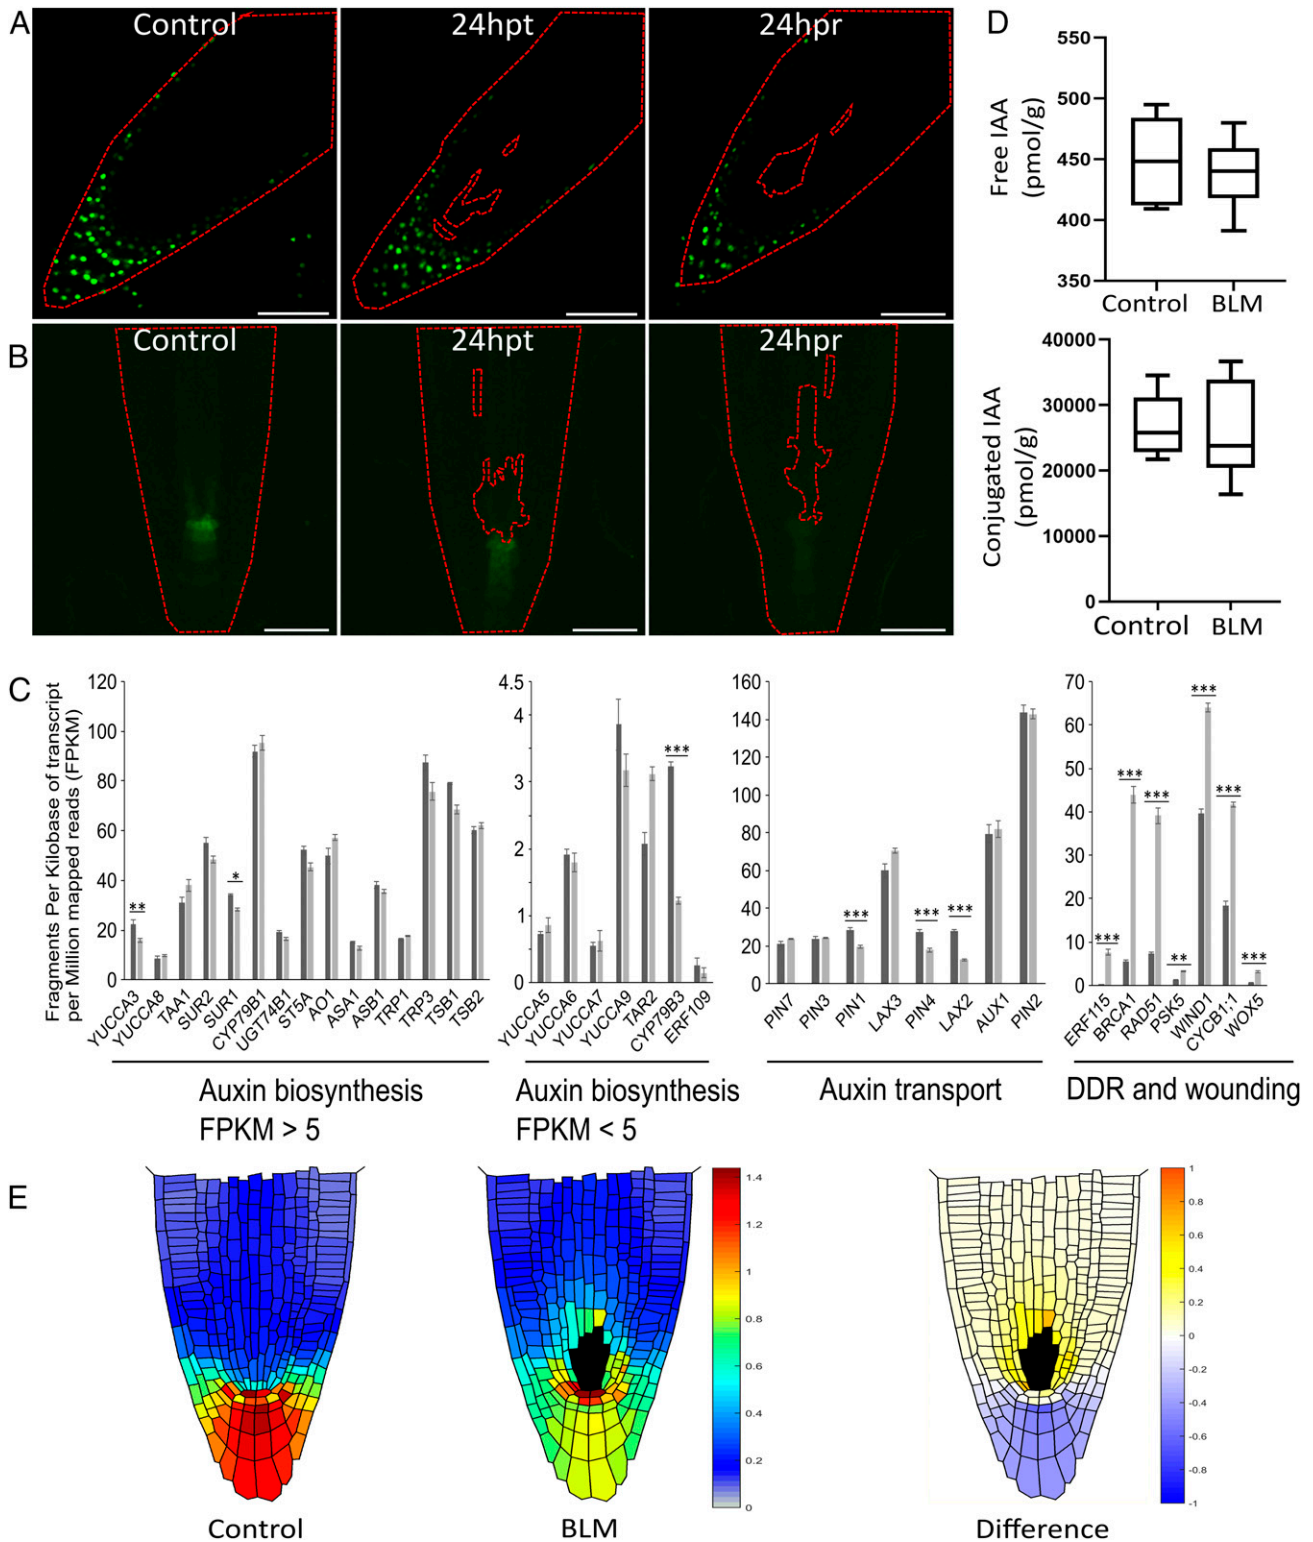 A
Control
24hpt
24hpr
B
Control
24hpt
24hpr
D
Free IAA
(pmol/g)
550
500
450
400
350
Control
BLM
Conjugated IAA
(pmol/g)
40000
30000
20000
10000
0
Control
BLM
C
Fragments Per Kilobase of transcript
per Million mapped reads (FPKM)
120
100
80
60
40
20
0
**
*
YUCCA3
YUCCA8
TAA1
SUR2
SUR1
CYP79B1
UGT74B1
ST5A
AO1
ASA1
ASB1
TRP1
TRP3
TSB1
TSB2
Auxin biosynthesis
FPKM > 5
4.5
4
3
2
1
0
***
YUCCA5
YUCCA6
YUCCA7
YUCCA9
TAR2
CYP79B3
ERF109
Auxin biosynthesis
FPKM < 5
160
140
120
100
80
60
40
20
0
***
***
***
PIN7
PIN3
PIN1
LAX3
PIN4
LAX2
AUX1
PIN2
Auxin transport
70
60
50
40
30
20
10
0
***
***
***
**
***
***
***
ERF115
BRCA1
RAD51
PSK5
WIND1
CYCB1;1
WOX5
DDR and wounding
E
Control
BLM
1.4
1.2
1
0.8
0.6
0.4
0.2
0
Difference
1
0.8
0.6
0.4
0.2
0
-0.2
-0.4
-0.6
-0.8
-1